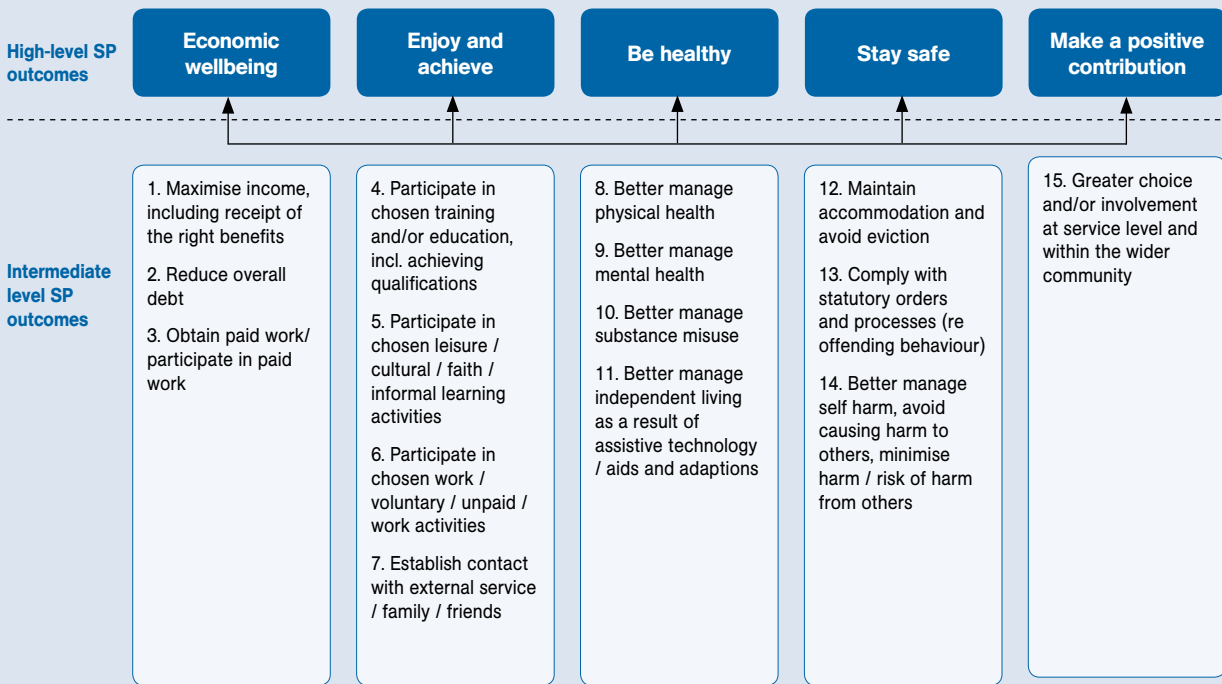 High-level SP
outcomes
Economic
wellbeing
Enjoy and
achieve
Be healthy
Stay safe
Make a positive
contribution
Intermediate
level SP
outcomes
1. Maximise income,
including receipt of
the right benefits
2. Reduce overall
debt
3. Obtain paid work/
participate in paid
work
4. Participate in
chosen training
and/or education,
incl. achieving
qualifications
5. Participate in
chosen leisure /
cultural / faith /
informal learning
activities
6. Participate in
chosen work /
voluntary / unpaid /
work activities
7. Establish contact
with external service
/ family / friends
8. Better manage
physical health
9. Better manage
mental health
10. Better manage
substance misuse
11. Better manage
independent living
as a result of
assistive technology
/ aids and adaptions
12. Maintain
accommodation and
avoid eviction
13. Comply with
statutory orders
and processes (re
offending behaviour)
14. Better manage
self harm, avoid
causing harm to
others, minimise
harm / risk of harm
from others
15. Greater choice
and/or involvement
at service level and
within the wider
community